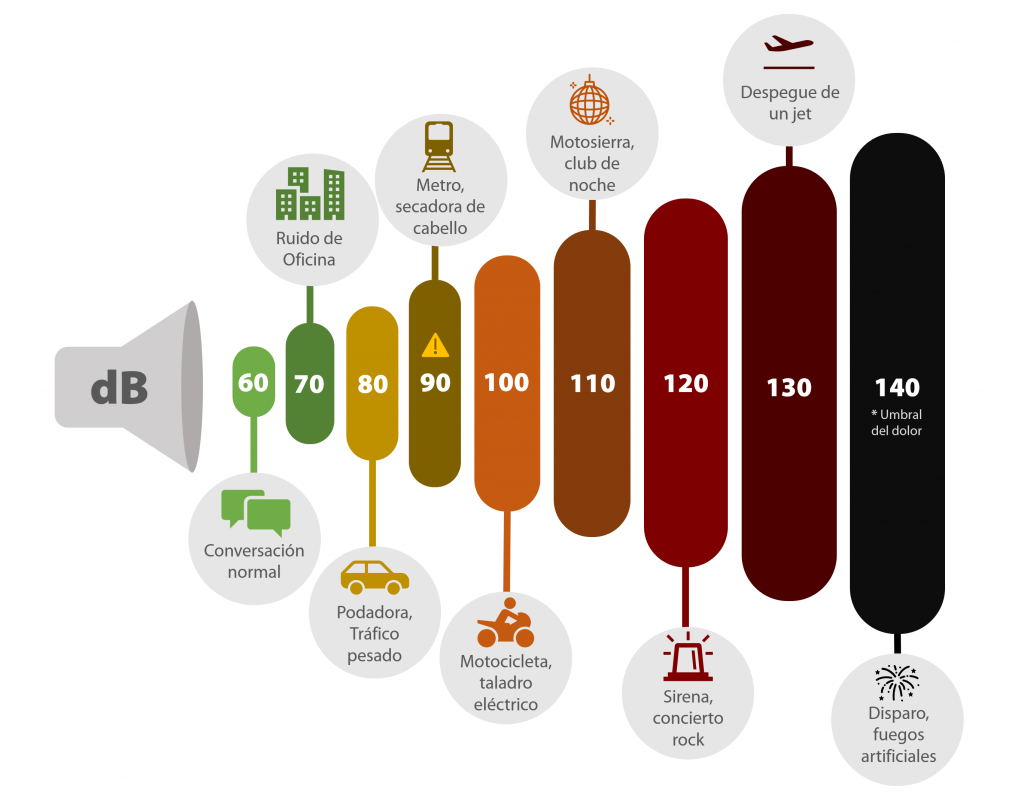 dB
60
Conversación
normal
70
Ruido de
Oficina
80
Podadora,
Tráfico
pesado
90
Metro,
secadora de
cabello
100
Motocicleta,
taladro
eléctrico
110
Motosierra,
club de
noche
120
Sirena,
concierto
rock
130
Despegue de
un jet
140
* Umbral
del dolor
Disparo,
fuegos
artificiales